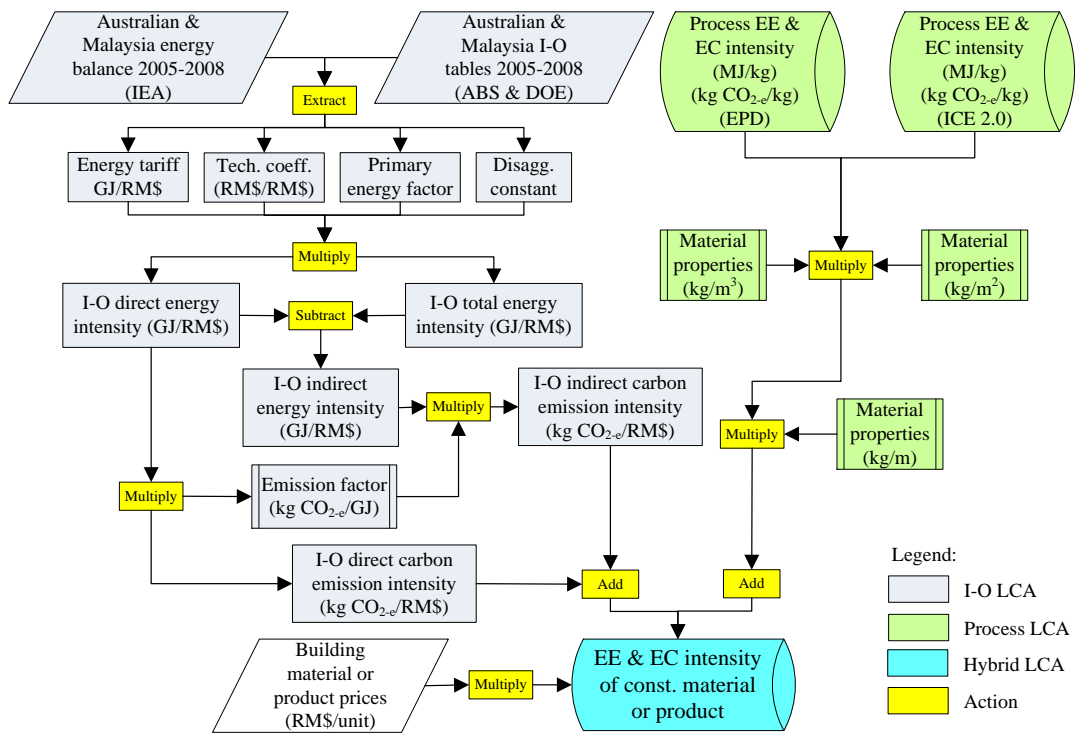 Australian &
Malaysia energy
balance 2005-2008
(IEA)
Australian &
Malaysia I-O
tables 2005-2008
(ABS & DOE)
Process EE &
EC intensity
(MJ/kg)
(kg CO2-e/kg)
(EPD)
Process EE &
EC intensity
(MJ/kg)
(kg CO2-e/kg)
(ICE 2.0)
Extract
Energy tariff
GJ/RM$
Tech. coeff.
(RM$/RM$)
Primary
energy factor
Disagg.
constant
Multiply
Material
properties
(kg/m³)
Multiply
Material
properties
(kg/m²)
I-O direct energy
intensity (GJ/RM$)
Subtract
I-O total energy
intensity (GJ/RM$)
I-O indirect
energy intensity
(GJ/RM$)
Multiply
I-O indirect carbon
emission intensity
(kg CO2-e/RM$)
Multiply
Material
properties
(kg/m)
Multiply
Emission factor
(kg CO2-e/GJ)
I-O direct carbon
emission intensity
(kg CO2-e/RM$)
Add
Add
Legend:
I-O LCA
Process LCA
Hybrid LCA
Action
Building
material or
product prices
(RM$/unit)
Multiply
EE & EC intensity
of const. material
or product